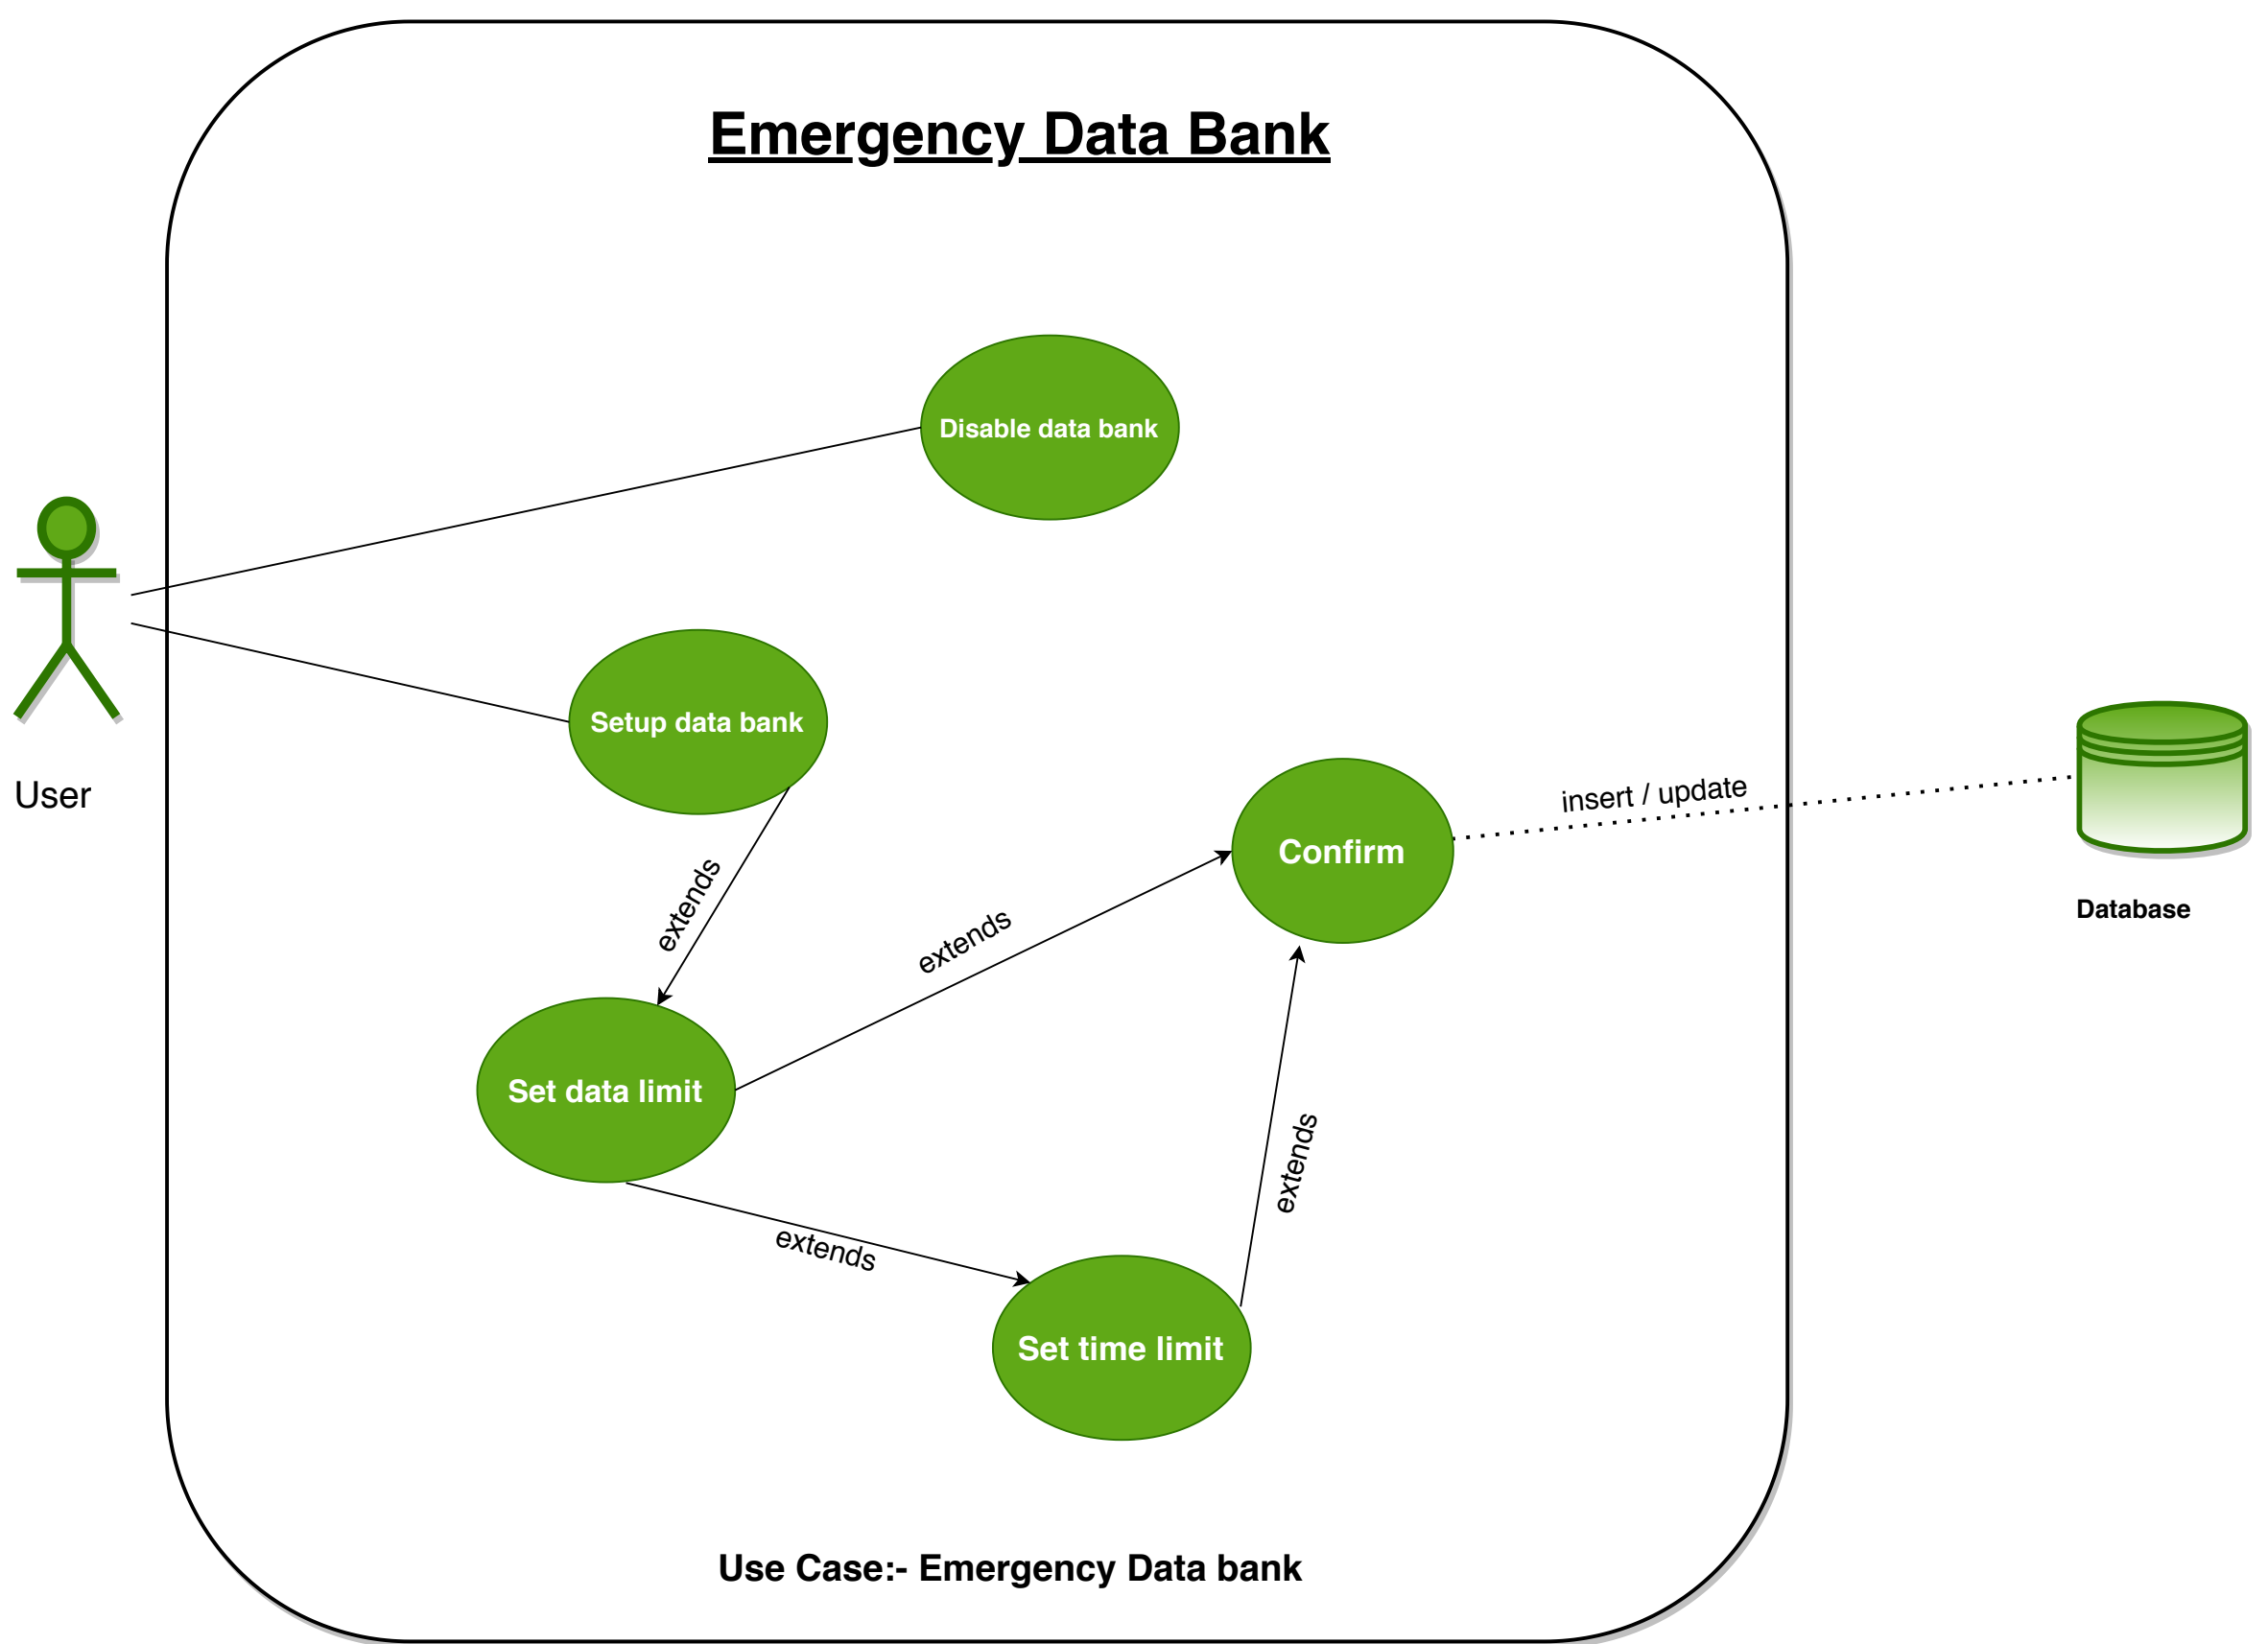 Emergency Data Bank
Disable data bank
Setup data bank
User
insert / update
Confirm
Database
extends
extends
Set data limit
extends
extends
Set time limit
Use Case:- Emergency Data bank